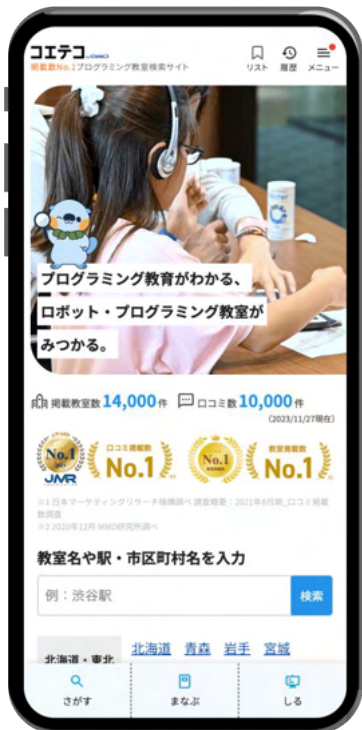 コエテコ byGMO
掲載数No.1プログラミング教室検索サイト
リスト 履歴 メニュー
プログラミング教育がわかる、
ロボット・プログラミング教室が
みつかる。
掲載教室数 14,000 件 口コミ数 10,000 件
(2023/11/27現在)
No.1
2021
JMR
口コミ掲載数
No.1
No.1
教室掲載数
No.1
※1 日本マーケティングリサーチ機構調べ 調査概要：2021年6月期_口コミ掲載
数調査
※2 2020年12月 MMD研究所調べ
教室名や駅・市区町村名を入力
例：渋谷駅 検索
北海道・東北
北海道 青森 岩手 宮城
さがす まなぶ しる